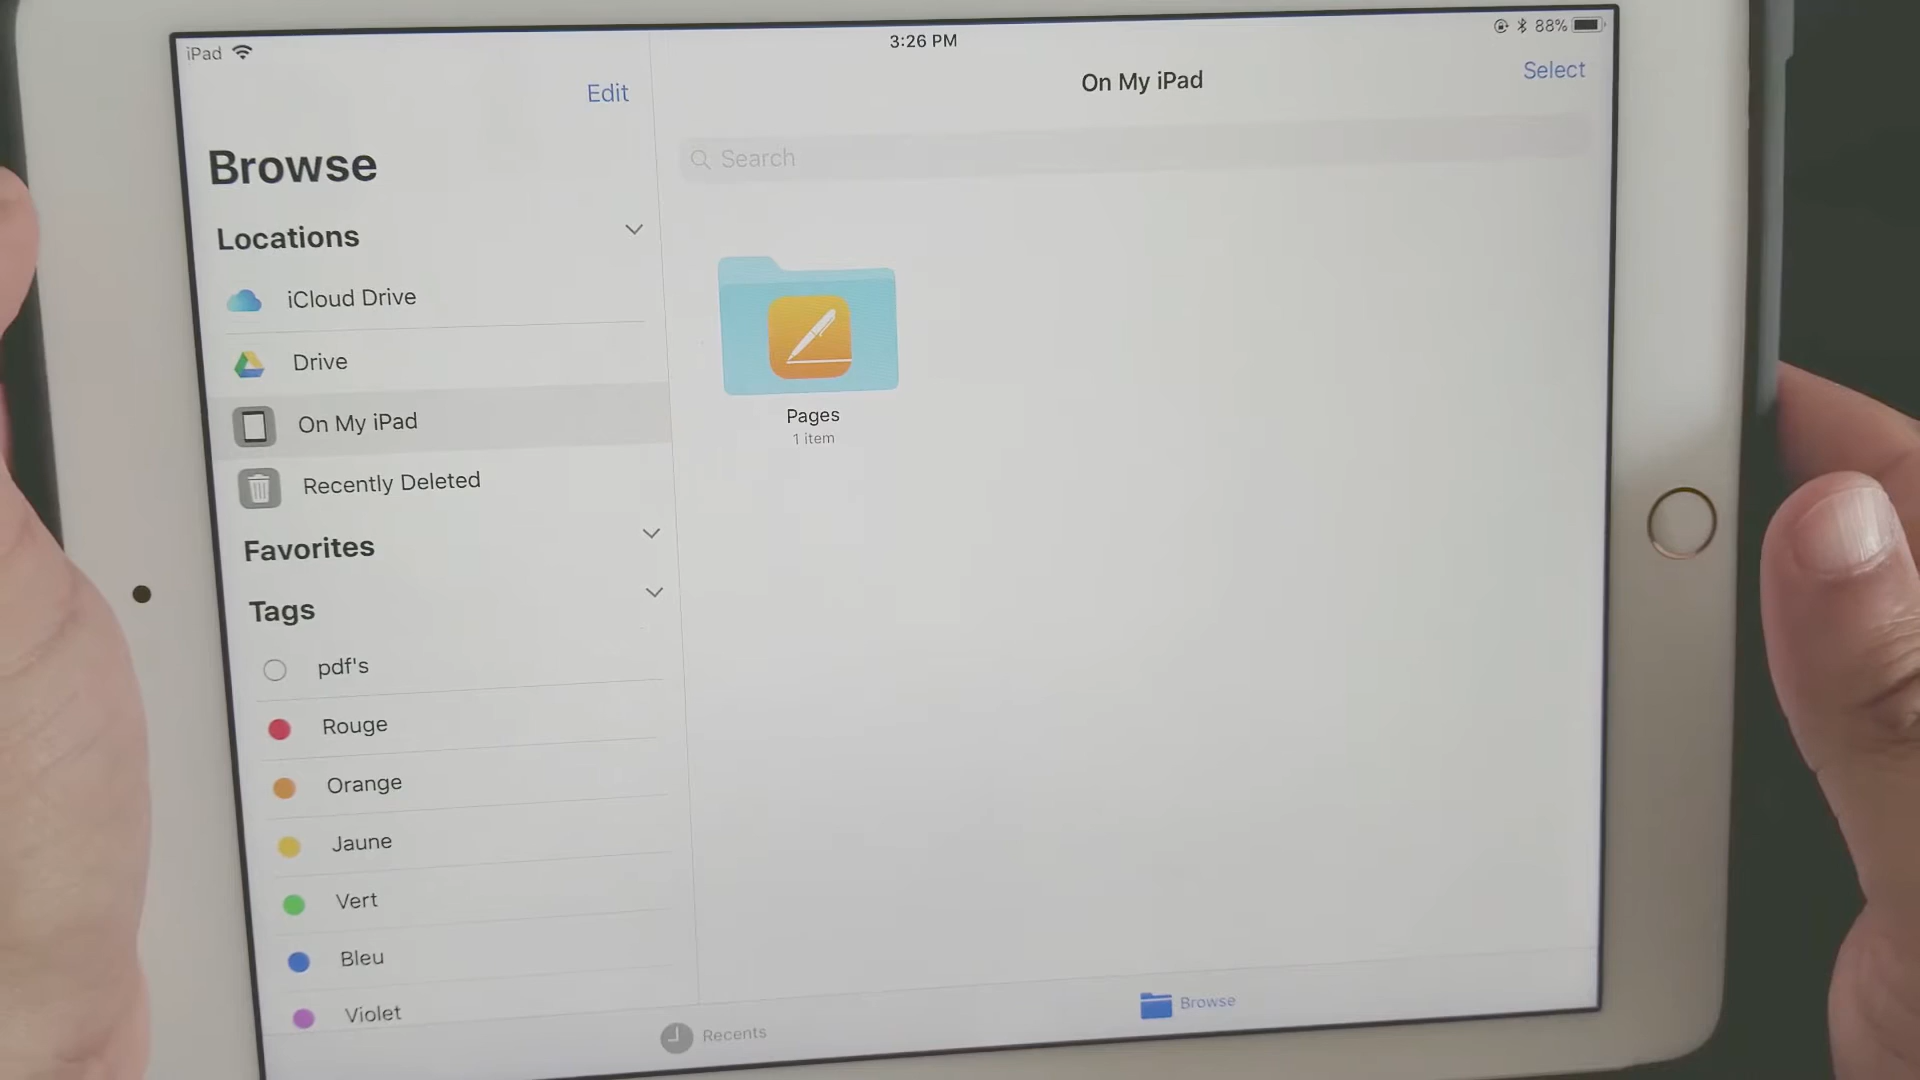 iPad
3:26 PM
88%
Edit
On My iPad
Select
Browse
Search
Locations
iCloud Drive
Drive
On My iPad
Recently Deleted
Pages
1 item
Favorites
Tags
pdf's
Rouge
Orange
Jaune
Vert
Bleu
Violet
Recents
Browse